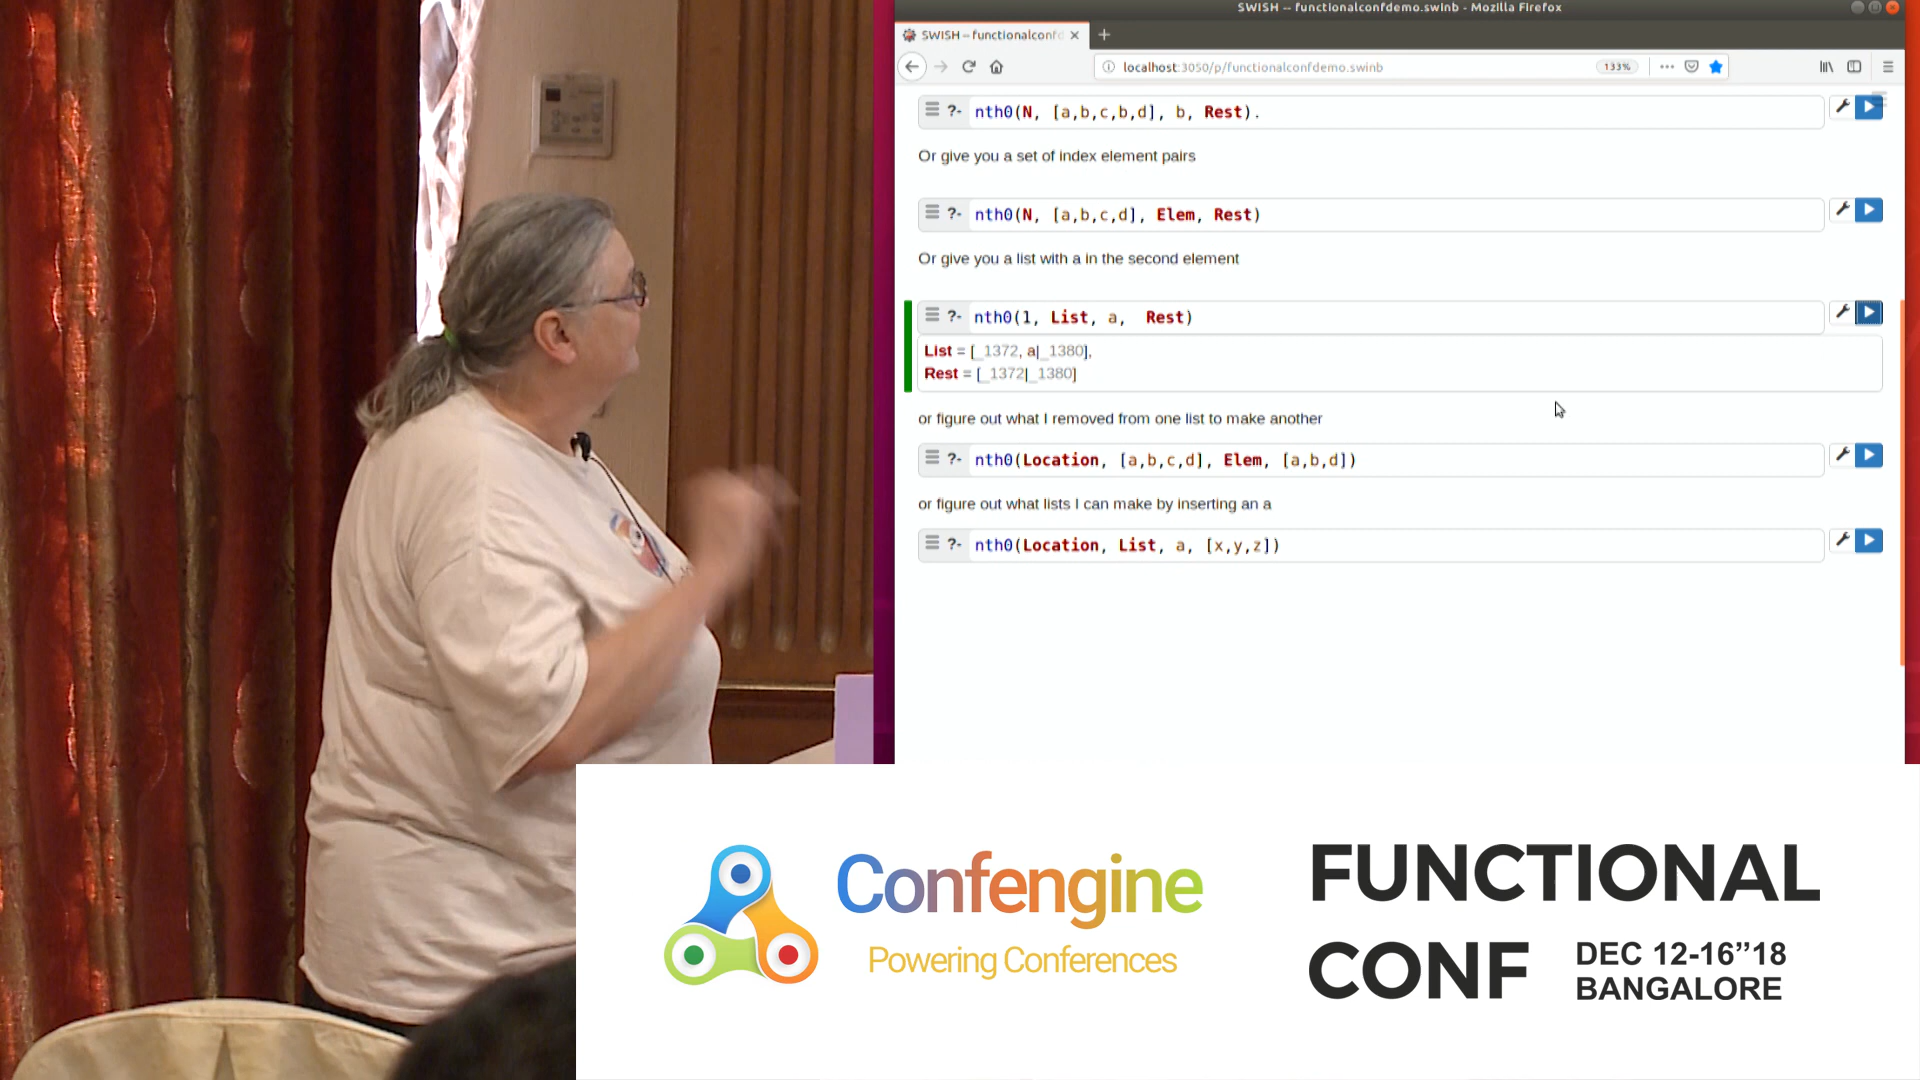 SWISH -- functionalconfdemo.swinb - Mozilla Firefox
SWISH – functionalconfd
localhost:3050/p/functionalconfdemo.swinb
133%
?- nth0(N, [a,b,c,b,d], b, Rest).
Or give you a set of index element pairs
?- nth0(N, [a,b,c,d], Elem, Rest)
Or give you a list with a in the second element
?- nth0(1, List, a, Rest)
List = [_1372, a|_1380],
Rest = [_1372|_1380]
or figure out what I removed from one list to make another
?- nth0(Location, [a,b,c,d], Elem, [a,b,d])
or figure out what lists I can make by inserting an a
?- nth0(Location, List, a, [x,y,z])
Confengine
Powering Conferences
FUNCTIONAL
CONF
DEC 12-16”18
BANGALORE